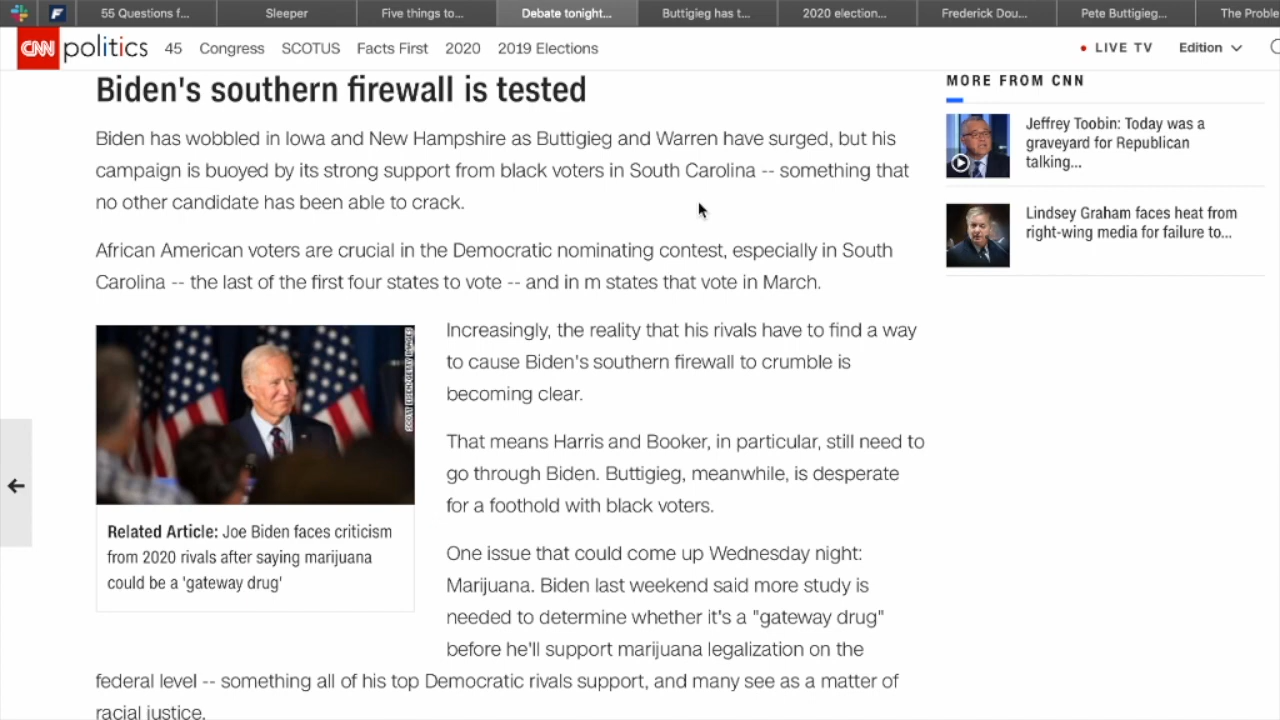 55 Questions f...
Sleeper
Five things to...
Debate tonight...
Buttigieg has t...
2020 election...
Frederick Dou...
Pete Buttigieg...
The Proble
CNN politics 45 Congress SCOTUS Facts First 2020 2019 Elections
LIVE TV Edition
Biden's southern firewall is tested
Biden has wobbled in Iowa and New Hampshire as Buttigieg and Warren have surged, but his
campaign is buoyed by its strong support from black voters in South Carolina -- something that
no other candidate has been able to crack.
African American voters are crucial in the Democratic nominating contest, especially in South
Carolina -- the last of the first four states to vote -- and in m states that vote in March.
SCOTT EISEN/GETTY IMAGES
Related Article: Joe Biden faces criticism
from 2020 rivals after saying marijuana
could be a 'gateway drug'
Increasingly, the reality that his rivals have to find a way
to cause Biden's southern firewall to crumble is
becoming clear.
That means Harris and Booker, in particular, still need to
go through Biden. Buttigieg, meanwhile, is desperate
for a foothold with black voters.
One issue that could come up Wednesday night:
Marijuana. Biden last weekend said more study is
needed to determine whether it's a "gateway drug"
before he'll support marijuana legalization on the
federal level -- something all of his top Democratic rivals support, and many see as a matter of
racial justice.
MORE FROM CNN
Jeffrey Toobin: Today was a
graveyard for Republican
talking...
Lindsey Graham faces heat from
right-wing media for failure to...